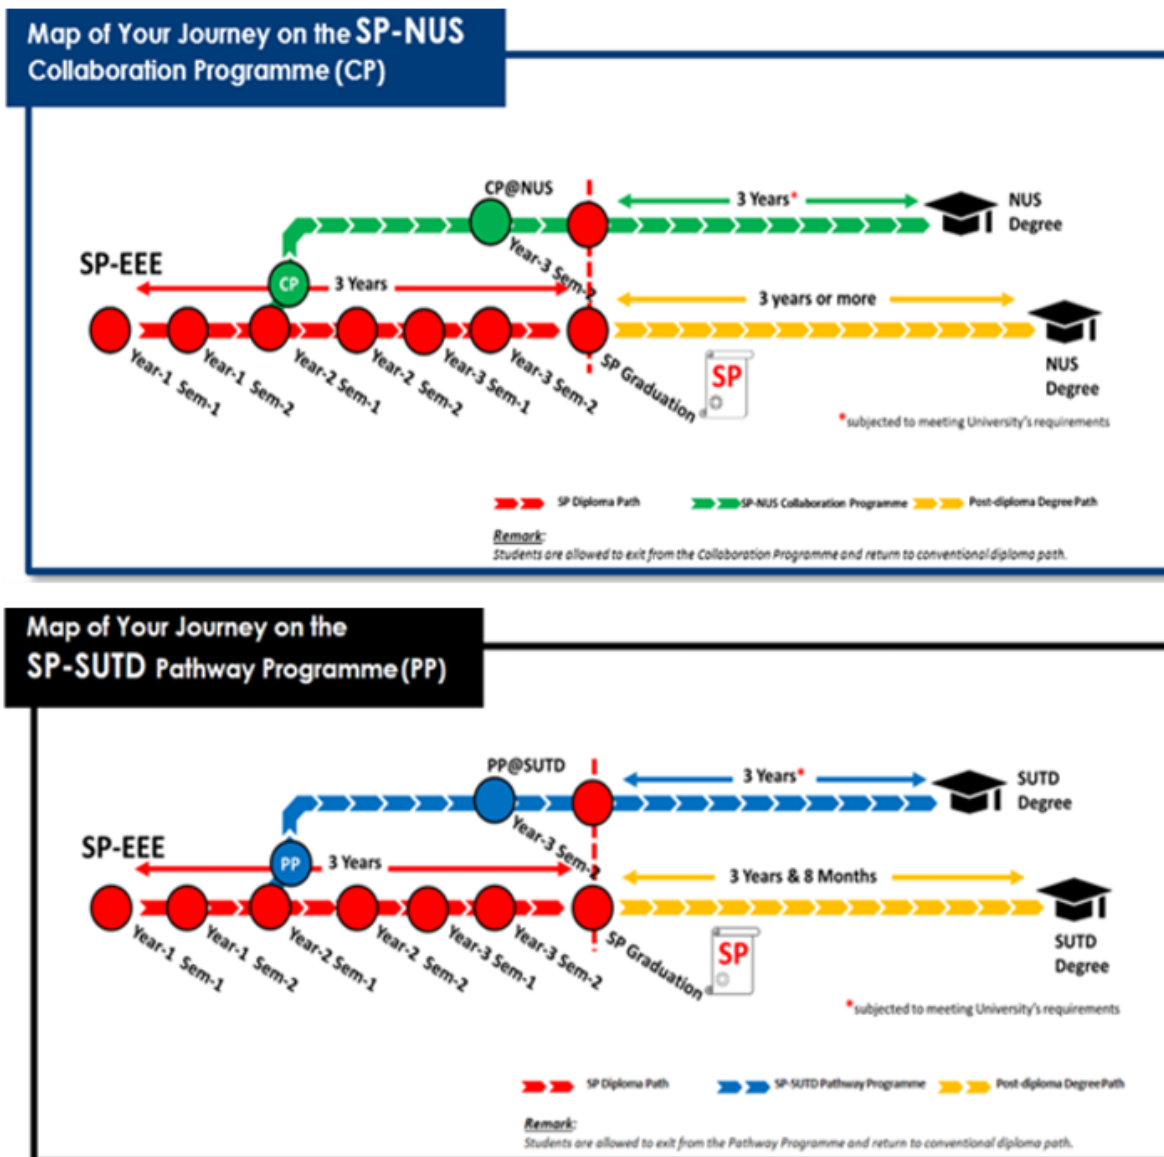 Map of Your Journey on the SP-NUS
Collaboration Programme (CP)
CP@NUS
3 Years*
NUS
Degree
Year-3 Sem-2
SP-EEE
CP
3 Years
3 years or more
Year-1 Sem-1
Year-1 Sem-2
Year-2 Sem-1
Year-2 Sem-2
Year-3 Sem-1
Year-3 Sem-2
SP Graduation
SP
NUS
Degree
*subjected to meeting University's requirements
SP Diploma Path
SP-NUS Collaboration Programme
Post-diploma Degree Path
Remark:
Students are allowed to exit from the Collaboration Programme and return to conventional diploma path.
Map of Your Journey on the
SP-SUTD Pathway Programme (PP)
PP@SUTD
3 Years*
SUTD
Degree
Year-3 Sem-2
SP-EEE
PP
3 Years
3 Years & 8 Months
Year-1 Sem-1
Year-1 Sem-2
Year-2 Sem-1
Year-2 Sem-2
Year-3 Sem-1
Year-3 Sem-2
SP Graduation
SP
SUTD
Degree
*subjected to meeting University's requirements
SP Diploma Path
SP-SUTD Pathway Programme
Post-diploma Degree Path
Remark:
Students are allowed to exit from the Pathway Programme and return to conventional diploma path.